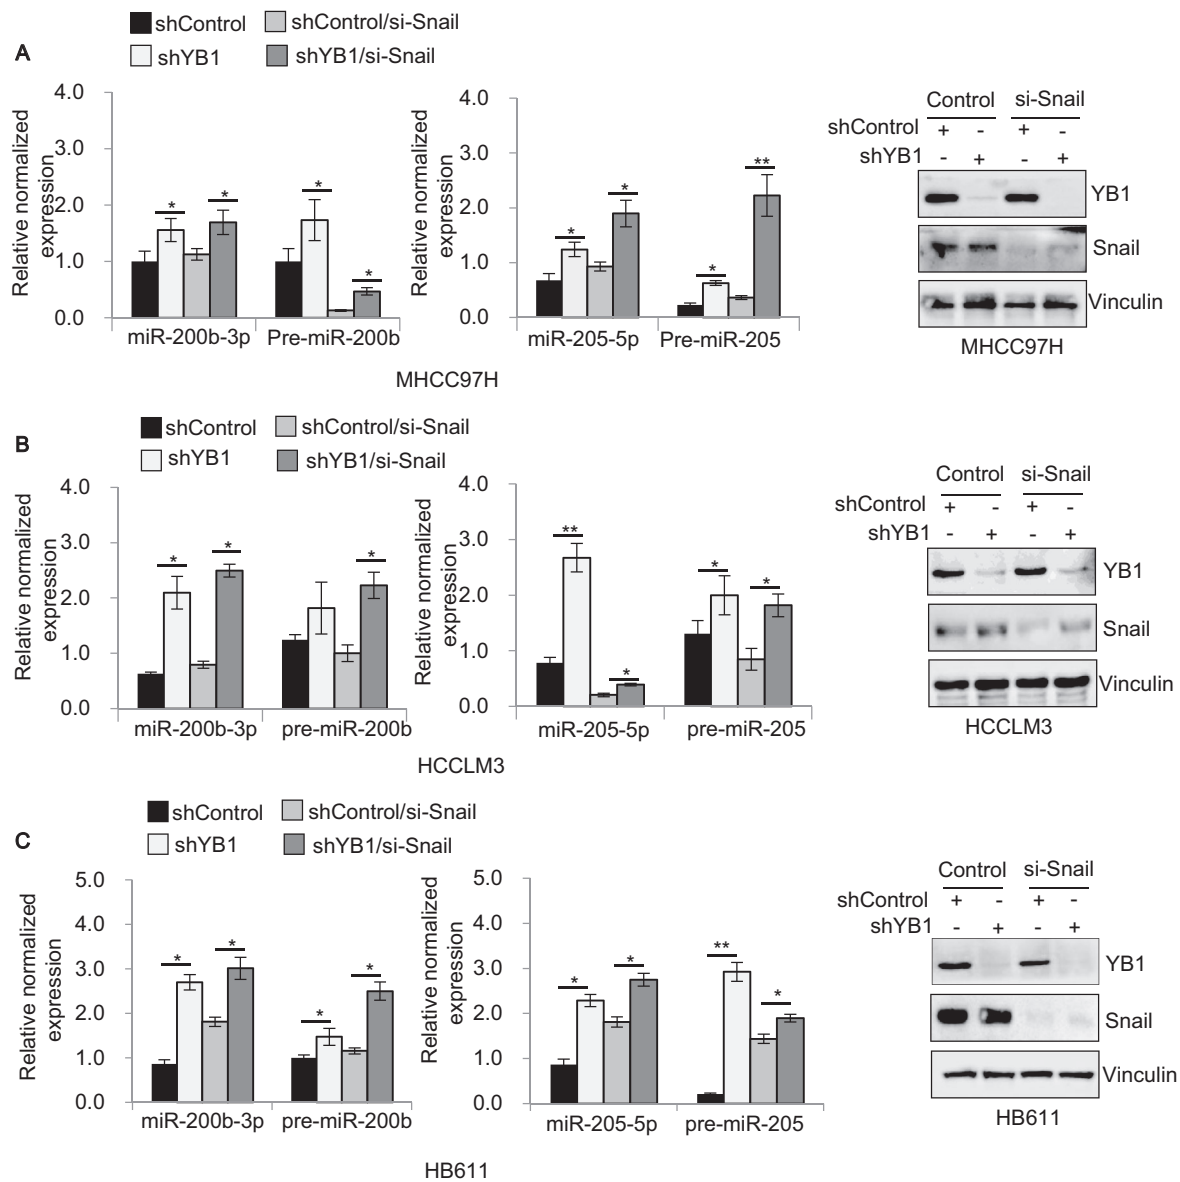 A
shControl
shControl/si-Snail
shYB1
shYB1/si-Snail
Relative normalized
expression
4.0
3.0
2.0
1.0
0.0
*
*
*
*
miR-200b-3p
Pre-miR-200b
Relative normalized
expression
4.0
3.0
2.0
1.0
0.0
*
*
*
**
miR-205-5p
Pre-miR-205
MHCC97H
Control si-Snail
shControl + - + -
shYB1 - + - +
YB1
Snail
Vinculin
MHCC97H
B
shControl
shControl/si-Snail
shYB1
shYB1/si-Snail
Relative normalized
expression
4.0
3.0
2.0
1.0
0.0
*
*
*
miR-200b-3p
pre-miR-200b
Relative normalized
expression
4.0
3.0
2.0
1.0
0.0
**
*
*
*
miR-205-5p
pre-miR-205
HCCLM3
Control si-Snail
shControl + - + -
shYB1 - + - +
YB1
Snail
Vinculin
HCCLM3
C
shControl
shControl/si-Snail
shYB1
shYB1/si-Snail
Relative normalized
expression
5.0
4.0
3.0
2.0
1.0
0.0
*
*
*
*
miR-200b-3p
pre-miR-200b
Relative normalized
expression
5.0
4.0
3.0
2.0
1.0
0.0
*
*
**
*
miR-205-5p
pre-miR-205
HB611
Control si-Snail
shControl + - + -
shYB1 - + - +
YB1
Snail
Vinculin
HB611